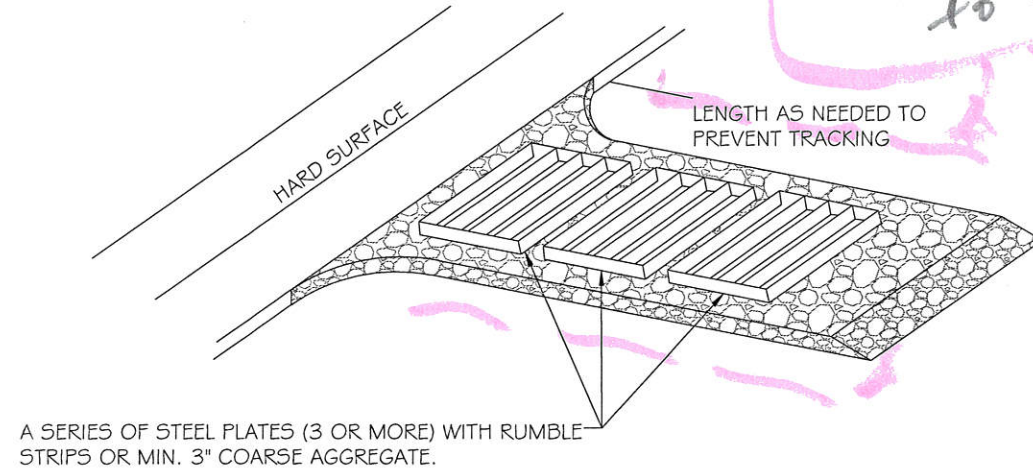 to
LENGTH AS NEEDED TO
PREVENT TRACKING
HARD SURFACE
A SERIES OF STEEL PLATES (3 OR MORE) WITH RUMBLE
STRIPS OR MIN. 3" COARSE AGGREGATE.